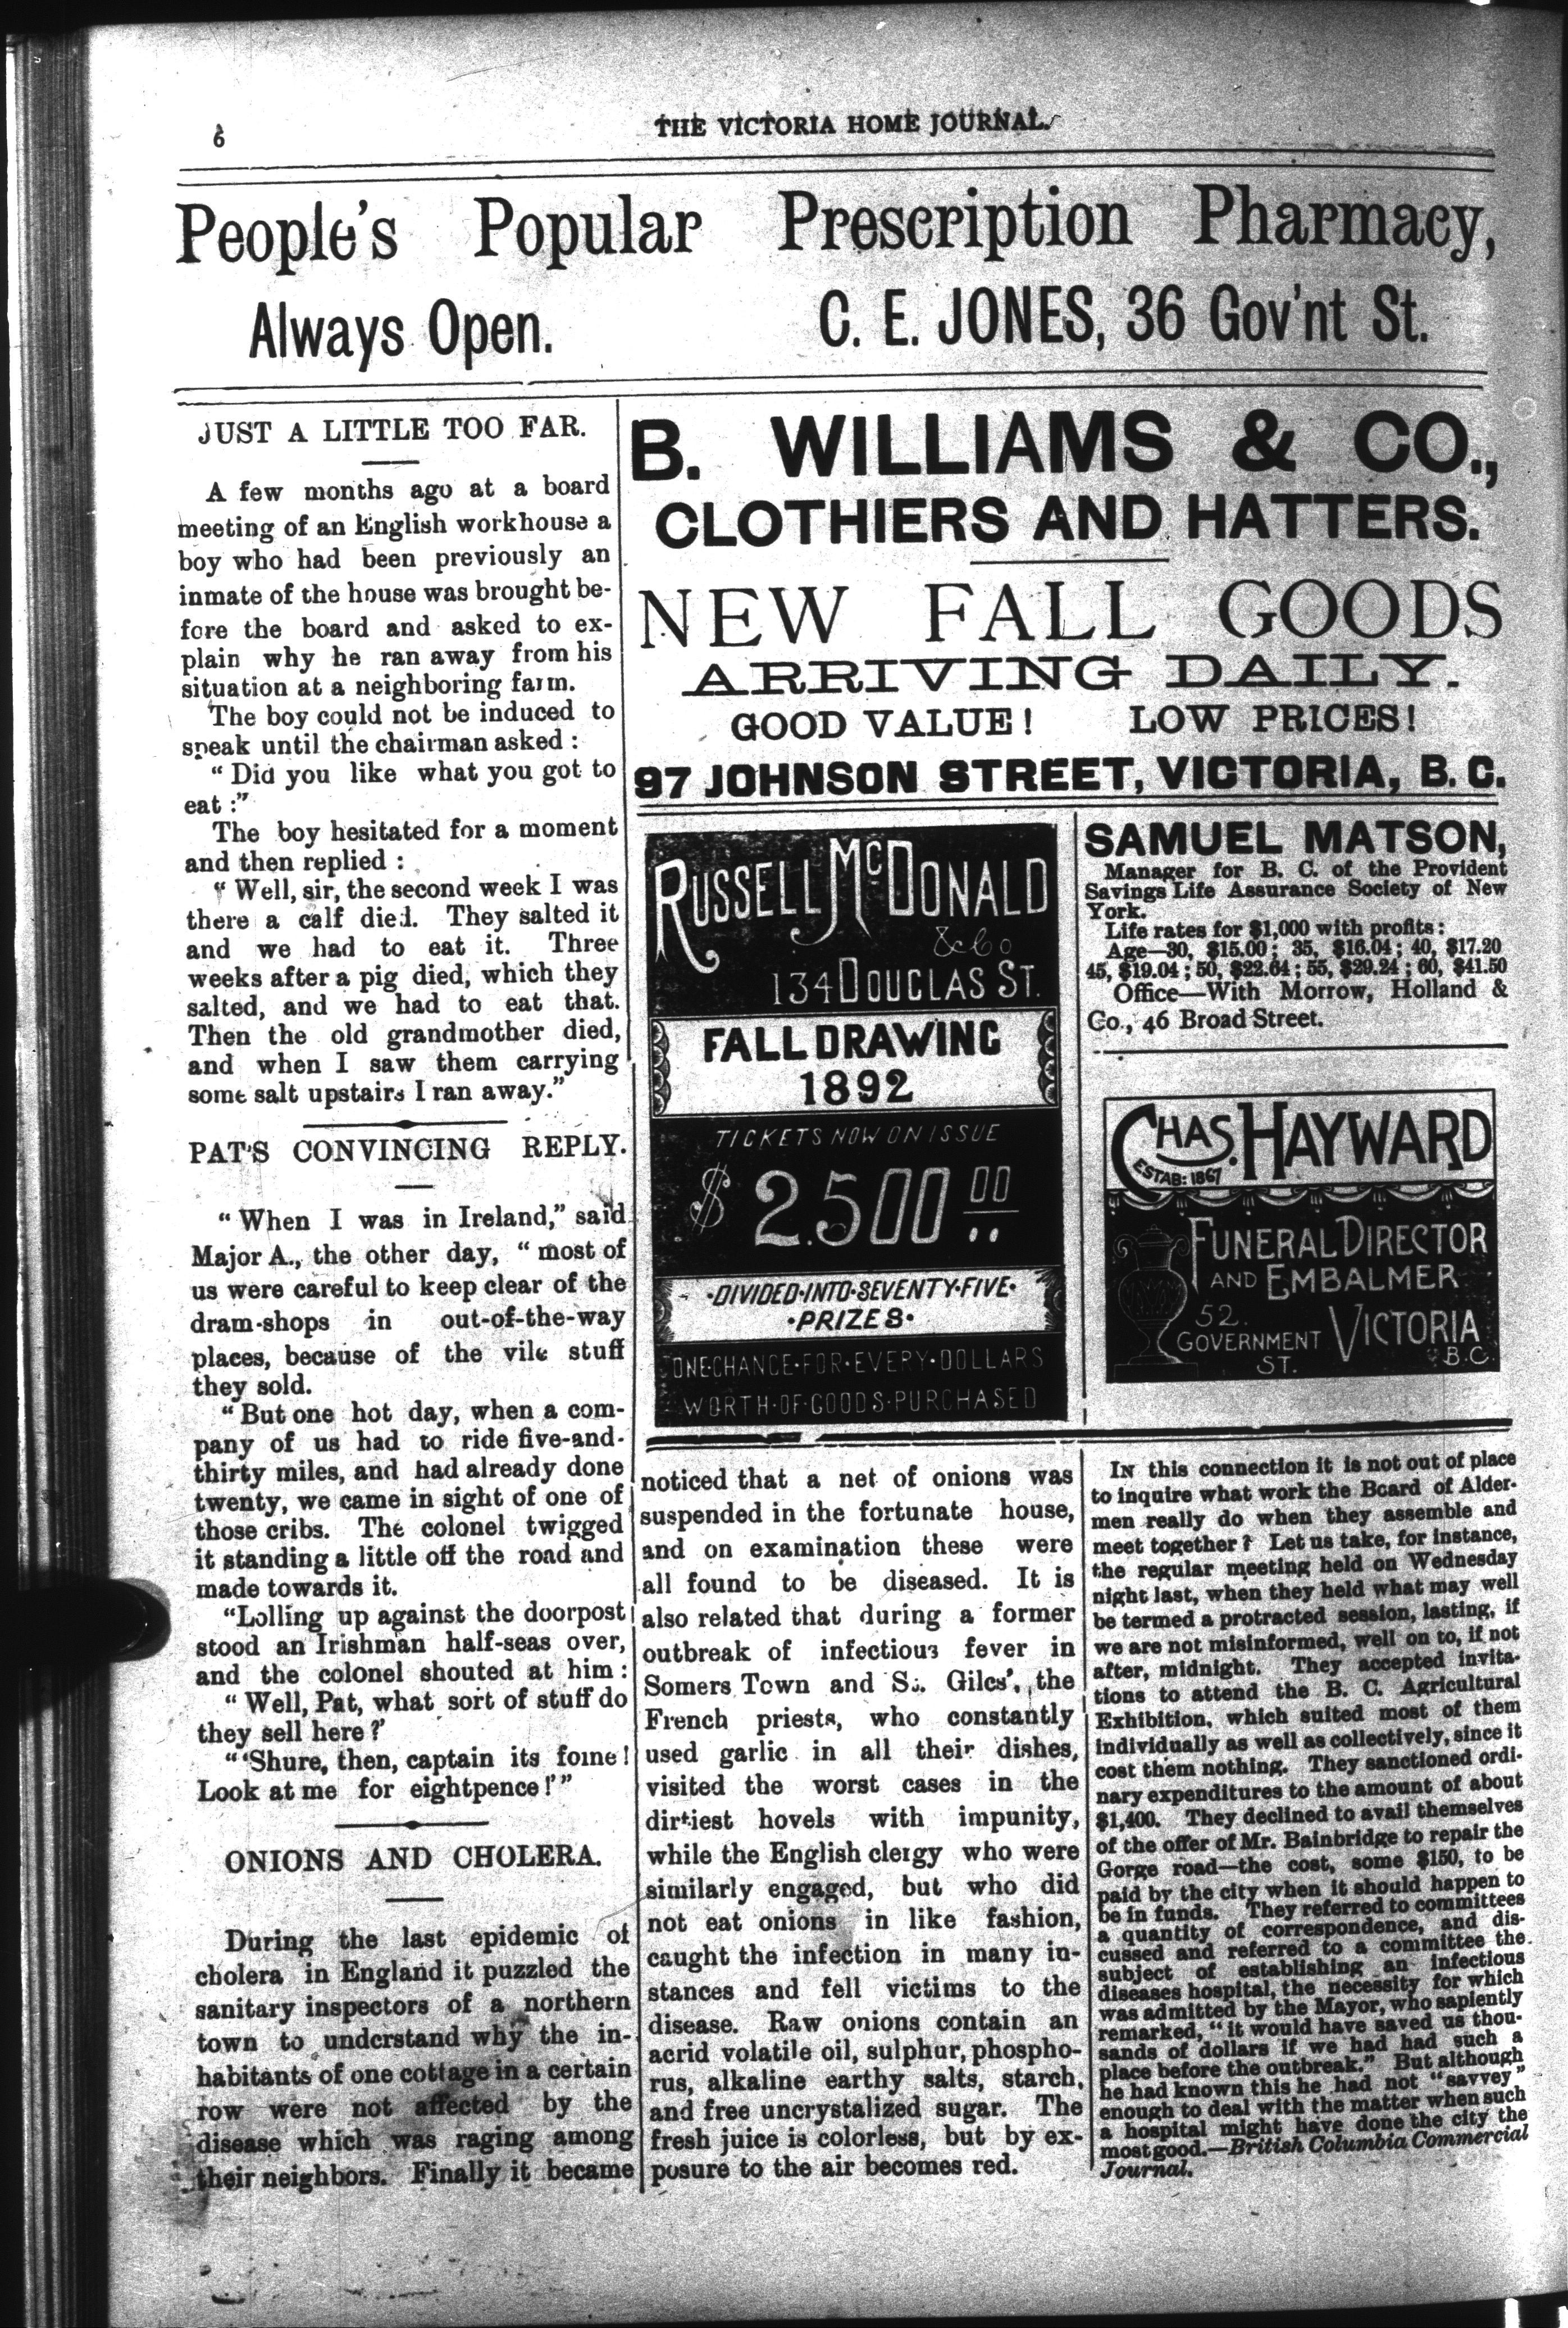 6
THE VICTORIA HOME JOURNAL.
People's Popular Prescription Pharmacy,
Always Open. C. E. JONES, 36 Gov'nt St.
JUST A LITTLE TOO FAR.
A few months ago at a board
meeting of an English workhouse a
boy who had been previously an
inmate of the house was brought be-
fore the board and asked to ex-
plain why he ran away from his
situation at a neighboring farm.
The boy could not be induced to
speak until the chairman asked :
" Did you like what you got to
eat :"
The boy hesitated for a moment
and then replied :
" Well, sir, the second week I was
there a calf died. They salted it
and we had to eat it. Three
weeks after a pig died, which they
salted, and we had to eat that.
Then the old grandmother died,
and when I saw them carrying
some salt upstairs I ran away."
PAT'S CONVINCING REPLY.
" When I was in Ireland," said
Major A., the other day, " most of
us were careful to keep clear of the
dram-shops in out-of-the-way
places, because of the vile stuff
they sold.
" But one hot day, when a com-
pany of us had to ride five-and-
thirty miles, and had already done
twenty, we came in sight of one of
those cribs. The colonel twigged
it standing a little off the road and
made towards it.
"Lolling up against the doorpost
stood an Irishman half-seas over,
and the colonel shouted at him :
" Well, Pat, what sort of stuff do
they sell here ?'
" 'Shure, then, captain its foine !
Look at me for eightpence !' "
ONIONS AND CHOLERA.
During the last epidemic of
cholera in England it puzzled the
sanitary inspectors of a northern
town to understand why the in-
habitants of one cottage in a certain
row were not affected by the
disease which was raging among
their neighbors. Finally it became
B. WILLIAMS & CO.,
CLOTHIERS AND HATTERS.
NEW FALL GOODS
ARRIVING DAILY.
GOOD VALUE ! LOW PRICES !
97 JOHNSON STREET, VICTORIA, B. C.
RUSSELL MCDONALD
& Co
134 DOUGLAS ST.
FALL DRAWING
1892
TICKETS NOW ON ISSUE
$2.500 00
DIVIDED·INTO·SEVENTY·FIVE·
·PRIZES·
ONE·CHANCE·FOR·EVERY·DOLLARS
WORTH·OF·GOODS·PURCHASED
SAMUEL MATSON,
Manager for B. C. of the Provident
Savings Life Assurance Society of New
York.
Life rates for $1,000 with profits :
Age—30, $15.00 ; 35, $16.04 ; 40, $17.20
45, $19.04 ; 50, $22.64 ; 55, $29.24 ; 60, $41.50
Office—With Morrow, Holland &
Co., 46 Broad Street.
CHAS. HAYWARD
ESTAB: 1867
FUNERAL DIRECTOR
AND EMBALMER
52.
GOVERNMENT VICTORIA
ST. B.C.
noticed that a net of onions was
suspended in the fortunate house,
and on examination these were
all found to be diseased. It is
also related that during a former
outbreak of infectious fever in
Somers Town and St. Giles', the
French priests, who constantly
used garlic in all their dishes,
visited the worst cases in the
dirtiest hovels with impunity,
while the English clergy who were
similarly engaged, but who did
not eat onions in like fashion,
caught the infection in many in-
stances and fell victims to the
disease. Raw onions contain an
acrid volatile oil, sulphur, phospho-
rus, alkaline earthy salts, starch,
and free uncrystalized sugar. The
fresh juice is colorless, but by ex-
posure to the air becomes red.
IN this connection it is not out of place
to inquire what work the Board of Alder-
men really do when they assemble and
meet together ? Let us take, for instance,
the regular meeting held on Wednesday
night last, when they held what may well
be termed a protracted session, lasting, if
we are not misinformed, well on to, if not
after, midnight. They accepted invita-
tions to attend the B. C. Agricultural
Exhibition, which suited most of them
individually as well as collectively, since it
cost them nothing. They sanctioned ordi-
nary expenditures to the amount of about
$1,400. They declined to avail themselves
of the offer of Mr. Bainbridge to repair the
Gorge road—the cost, some $150, to be
paid by the city when it should happen to
be in funds. They referred to committees
a quantity of correspondence, and dis-
cussed and referred to a committee the
subject of establishing an infectious
diseases hospital, the necessity for which
was admitted by the Mayor, who sapiently
remarked, "it would have saved us thou-
sands of dollars if we had had such a
place before the outbreak." But although
he had known this he had not "savvey"
enough to deal with the matter when such
a hospital might have done the city the
most good.—British Columbia Commercial
Journal.